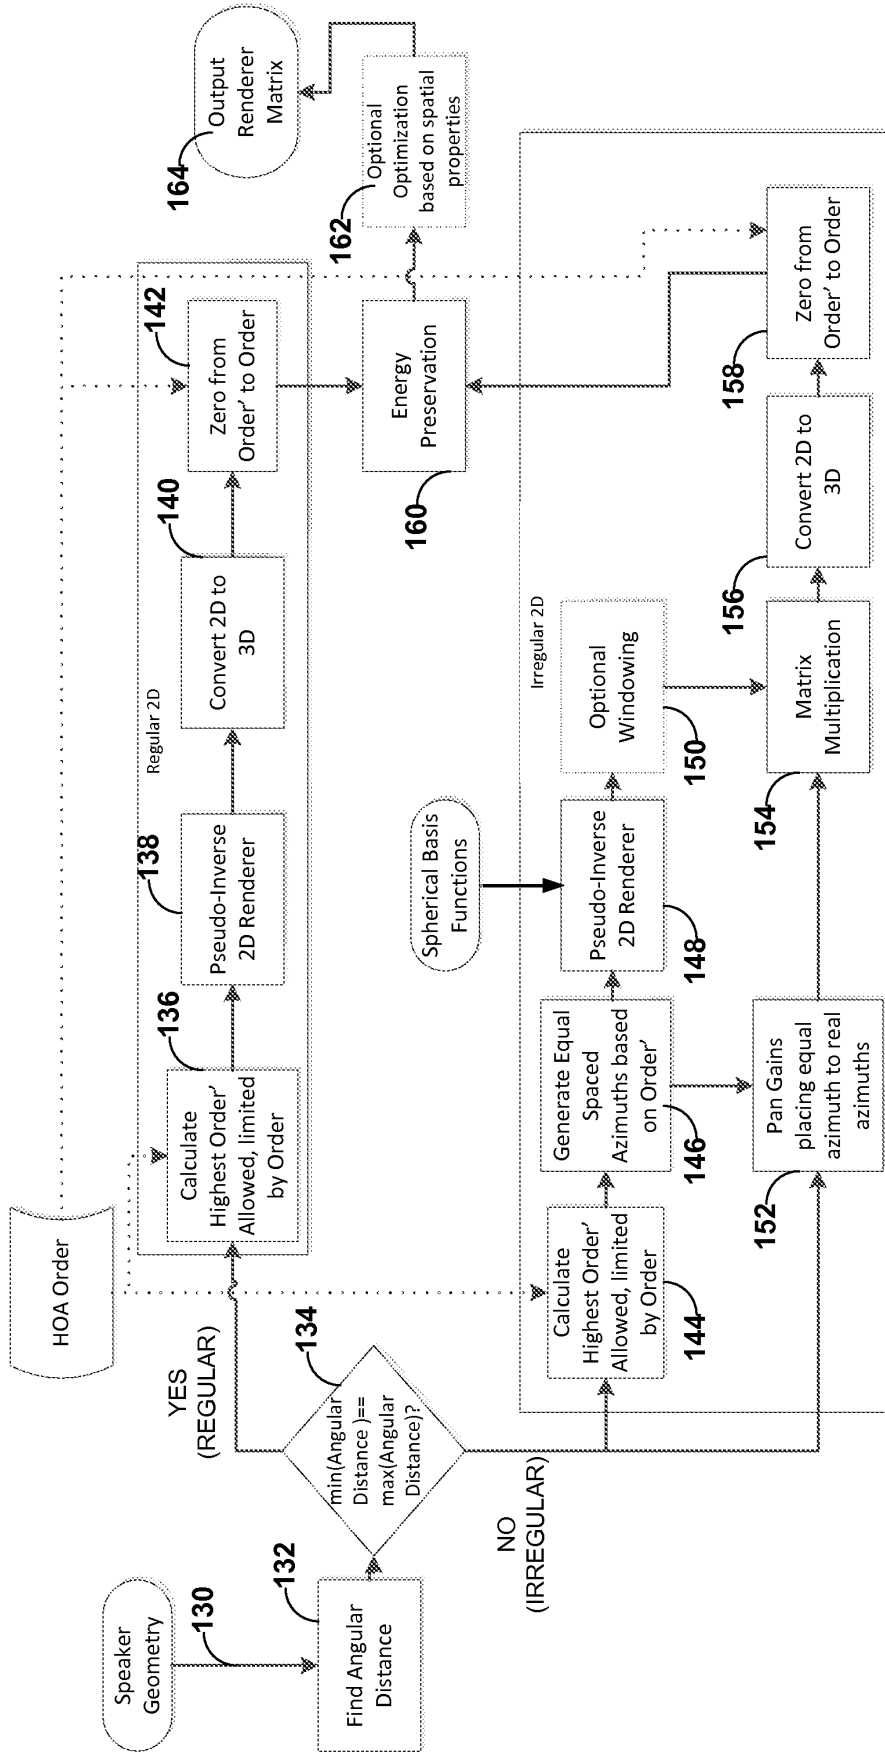 Speaker
Geometry
130
132
Find Angular
Distance
134
min(Angular
Distance )==
max(Angular
Distance)?
YES
(REGULAR)
NO
(IRREGULAR)
HOA Order
Regular 2D
136
Calculate
Highest Order'
Allowed, limited
by Order
138
Pseudo-Inverse
2D Renderer
140
Convert 2D to
3D
142
Zero from
Order' to Order
Irregular 2D
144
Calculate
Highest Order'
Allowed, limited
by Order
146
Generate Equal
Spaced
Azimuths based
on Order'
Spherical Basis
Functions
148
Pseudo-Inverse
2D Renderer
150
Optional
Windowing
152
Pan Gains
placing equal
azimuth to real
azimuths
154
Matrix
Multiplication
156
Convert 2D to
3D
158
Zero from
Order' to Order
160
Energy
Preservation
162
Optional
Optimization
based on spatial
properties
164
Output
Renderer
Matrix